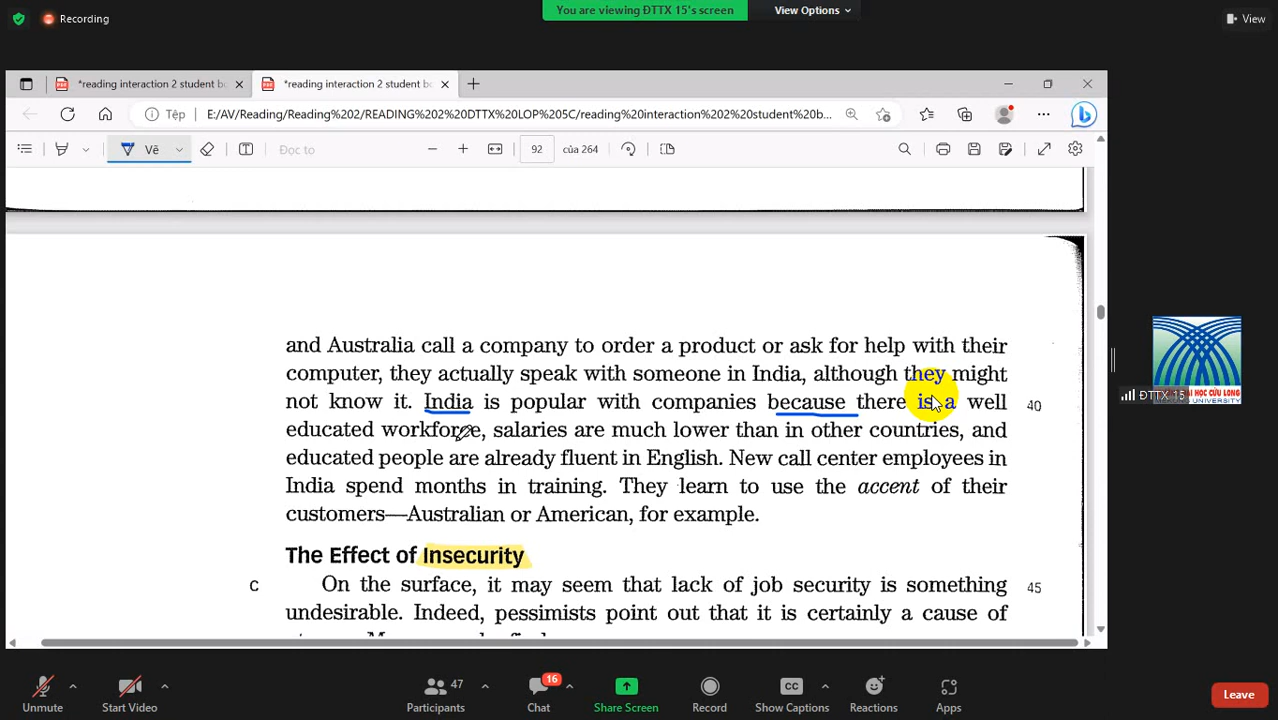 Recording
You are viewing ĐTTX 15's screen
View Options
View
*reading interaction 2 student bo
*reading interaction 2 student bo
Tệp
E:/AV/Reading/Reading%202/READING%202%20DTTX%20LOP%205C/reading%20interaction%202%20student%20b...
Vẽ
Đọc to
92
của 264
and Australia call a company to order a product or ask for help with their
computer, they actually speak with someone in India, although they might
not know it. India is popular with companies because there is a well
40
educated workforce, salaries are much lower than in other countries, and
educated people are already fluent in English. New call center employees in
India spend months in training. They learn to use the accent of their
customers—Australian or American, for example.
The Effect of Insecurity
C
On the surface, it may seem that lack of job security is something
45
undesirable. Indeed, pessimists point out that it is certainly a cause of
ĐTTX 15
UNIVERSITY
Unmute
Start Video
47
Participants
16
Chat
Share Screen
Record
CC
Show Captions
Reactions
Apps
Leave